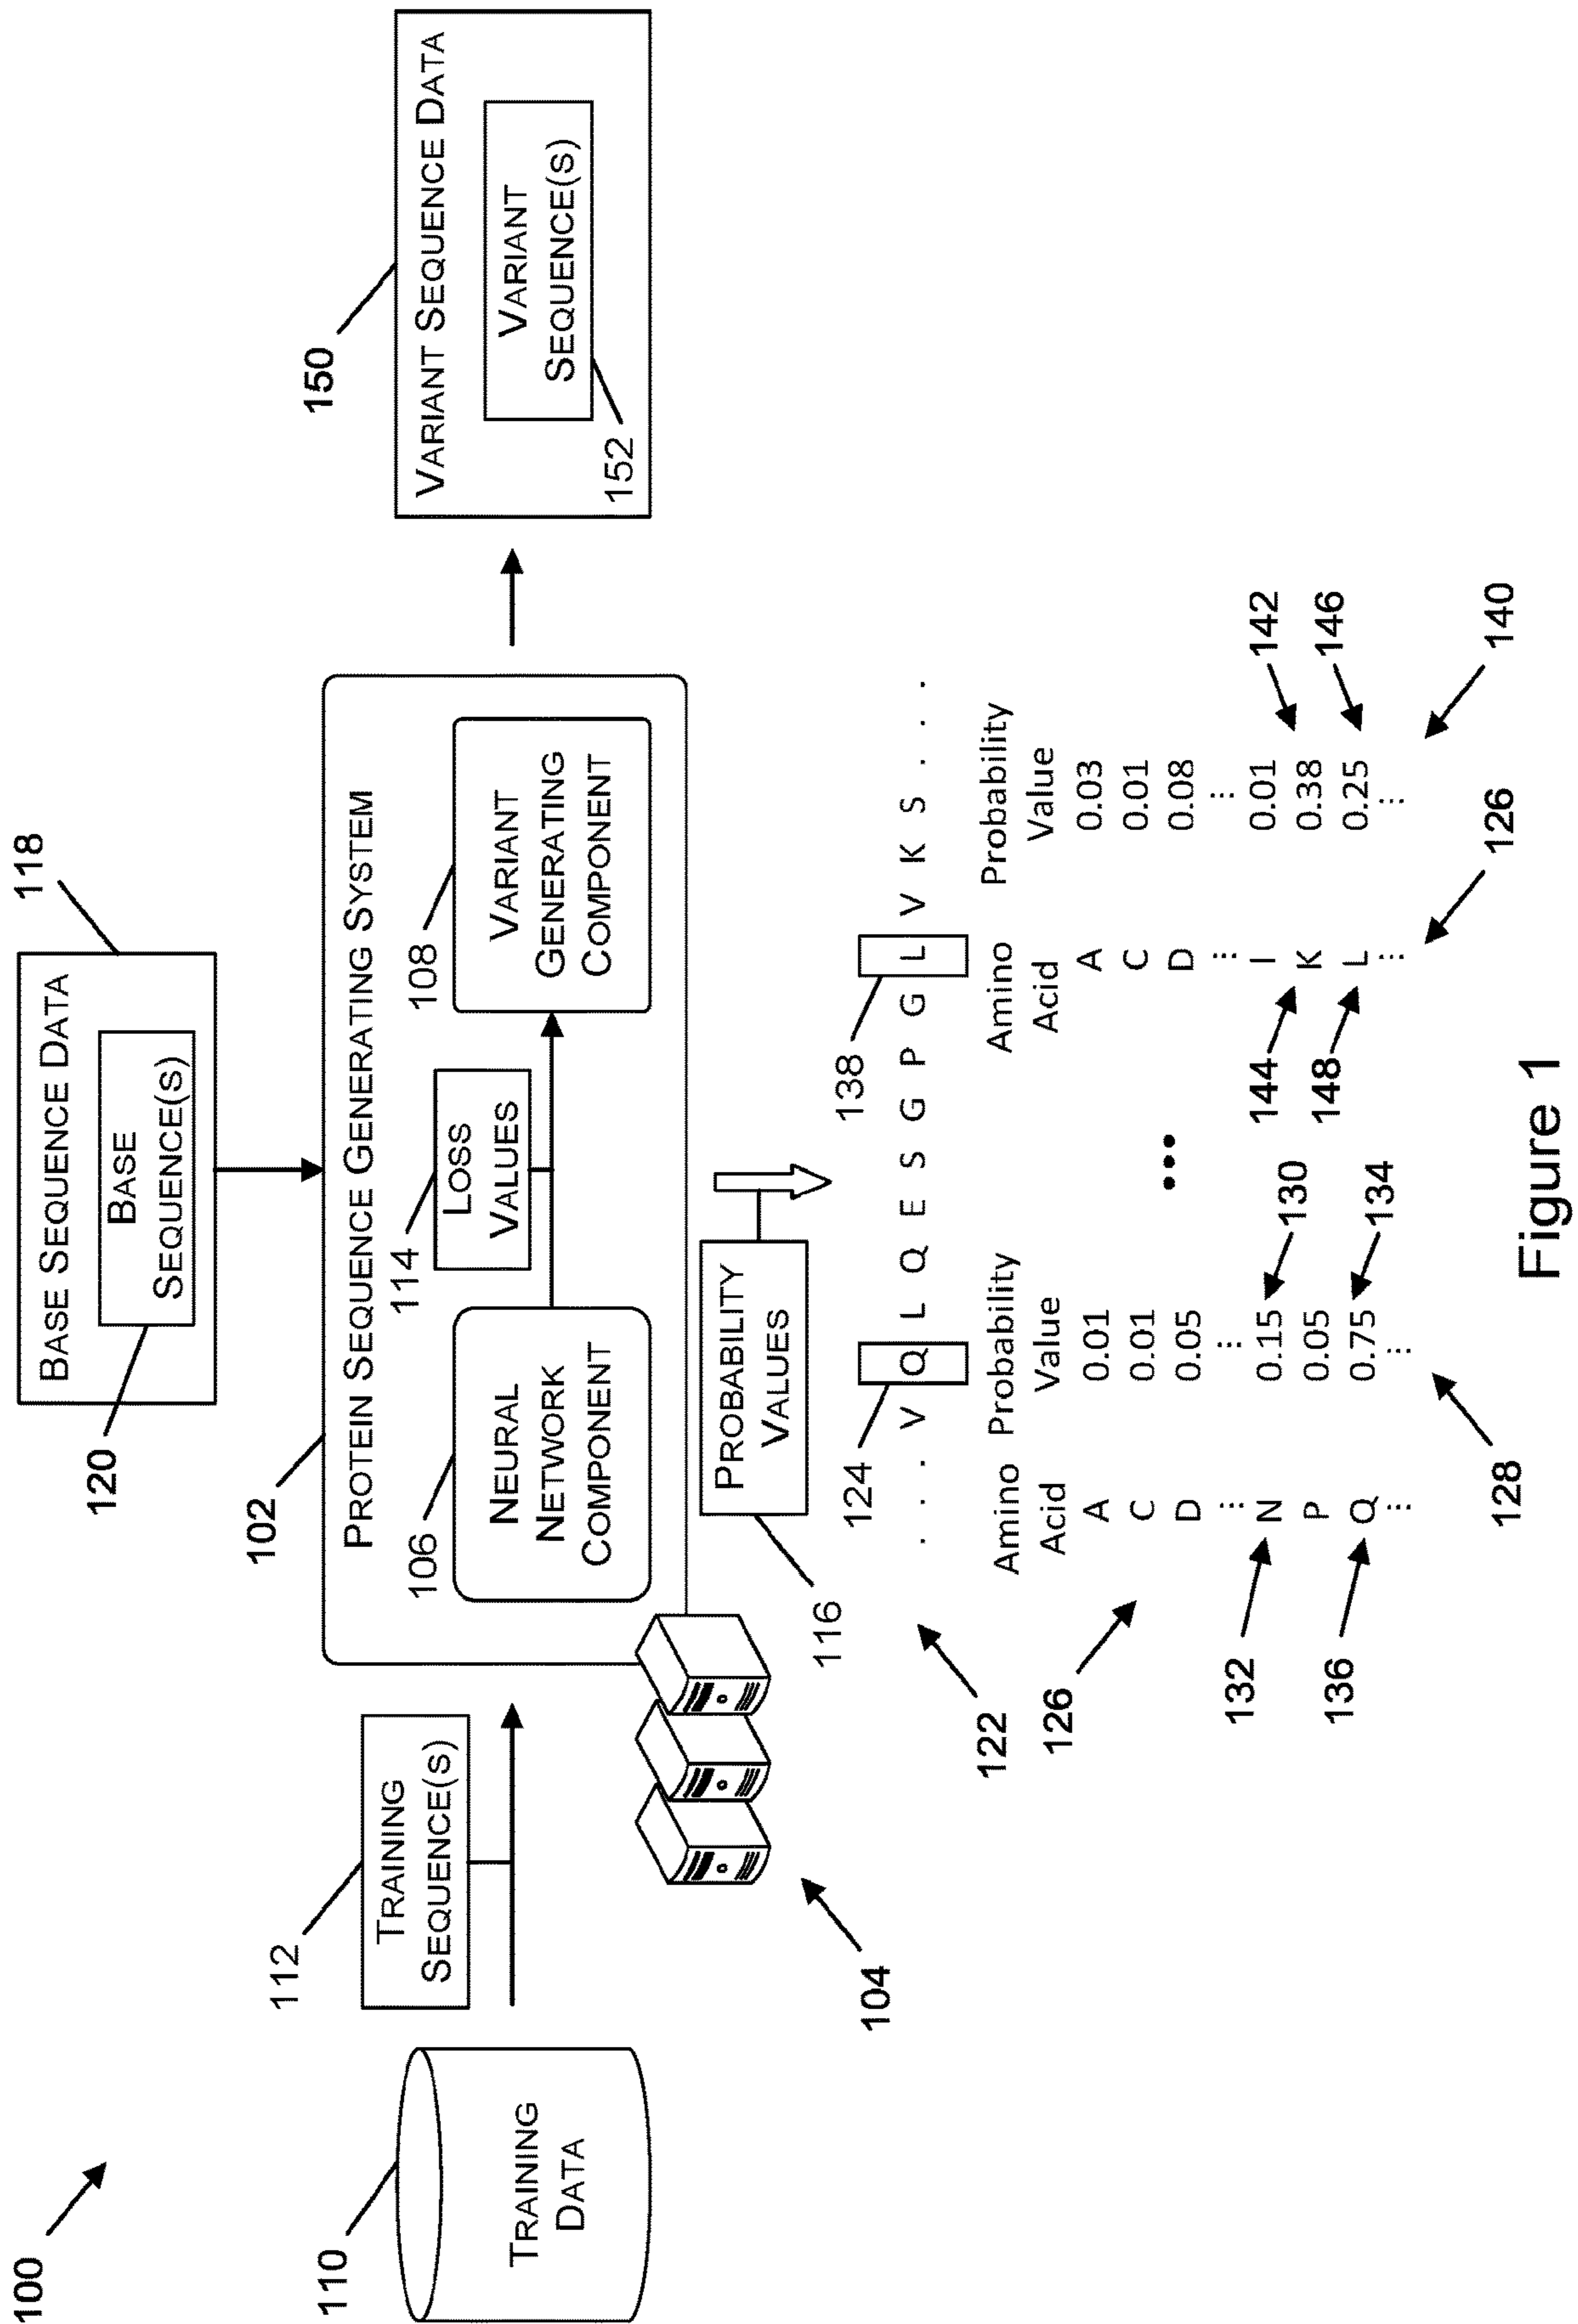 100
BASE SEQUENCE DATA
118
BASE
SEQUENCE(S)
120
102
PROTEIN SEQUENCE GENERATING SYSTEM
150
VARIANT SEQUENCE DATA
VARIANT
SEQUENCE(S)
152
110
TRAINING
DATA
112
TRAINING
SEQUENCE(S)
106
NEURAL
NETWORK
COMPONENT
114
LOSS
VALUES
108
VARIANT
GENERATING
COMPONENT
104
PROBABILITY
VALUES
116
124
138
122
. . . V Q L Q E S G P G L V K S . . .
Amino Acid Probability Value
126
A 0.01
C 0.01
D 0.05
⋮ ⋮
132 N 0.15 130
P 0.05
136 Q 0.75 134
⋮ ⋮
128
•••
Amino Acid Probability Value
A 0.03
C 0.01
D 0.08
⋮ ⋮
I 0.01 142
144 K 0.38
148 L 0.25 146
⋮ ⋮
126
140
Figure 1